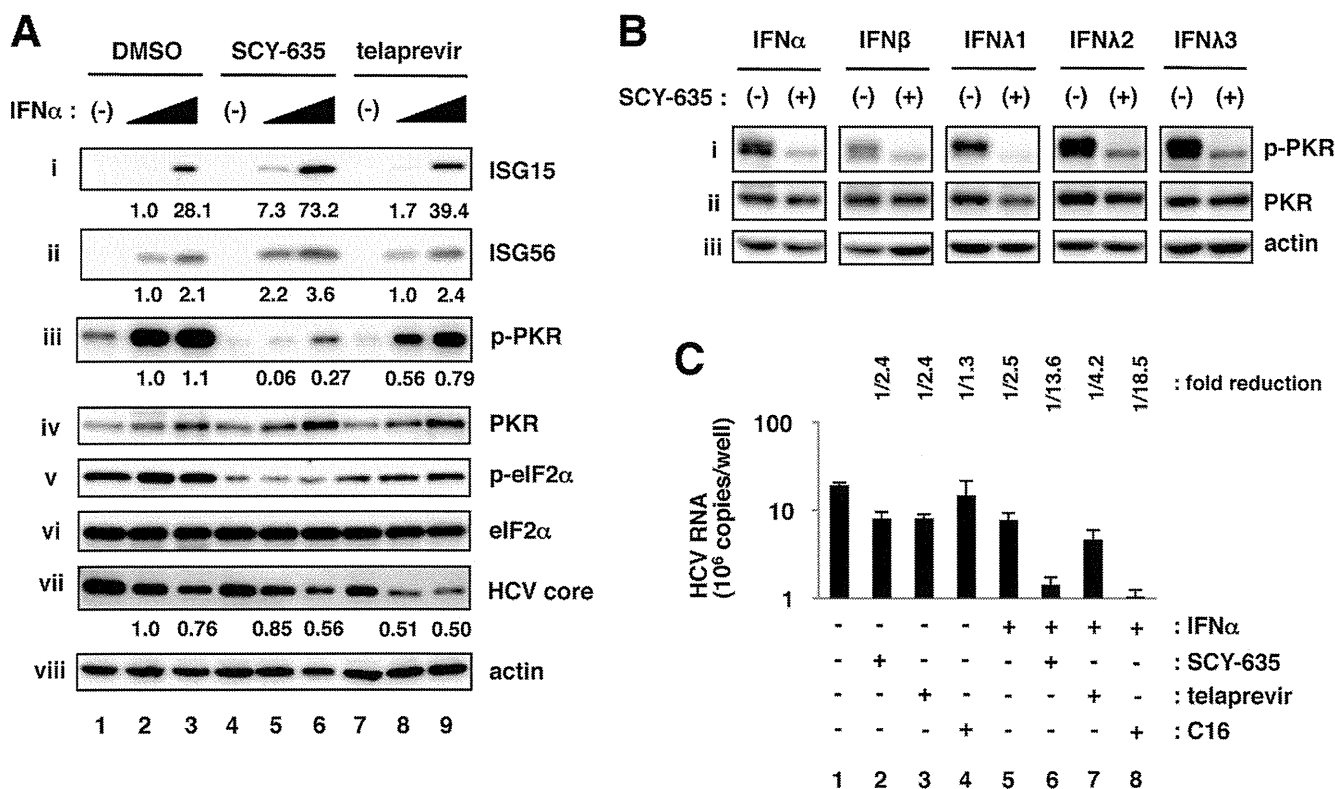 A
DMSO SCY-635 telaprevir
IFNα : (-) (-) (-)
i ISG15
1.0 28.1 7.3 73.2 1.7 39.4
ii ISG56
1.0 2.1 2.2 3.6 1.0 2.4
iii p-PKR
1.0 1.1 0.06 0.27 0.56 0.79
iv PKR
v p-eIF2α
vi eIF2α
vii HCV core
1.0 0.76 0.85 0.56 0.51 0.50
viii actin
1 2 3 4 5 6 7 8 9
B
IFNα IFNβ IFNλ1 IFNλ2 IFNλ3
SCY-635 : (-) (+) (-) (+) (-) (+) (-) (+) (-) (+)
i p-PKR
ii PKR
iii actin
C
1/2.4 1/2.4 1/1.3 1/2.5 1/13.6 1/4.2 1/18.5 : fold reduction
HCV RNA
(10⁶ copies/well)
100
10
1
- - - - + + + + : IFNα
- + - - - + - - : SCY-635
- - + - - - + - : telaprevir
- - - + - - - + : C16
1 2 3 4 5 6 7 8